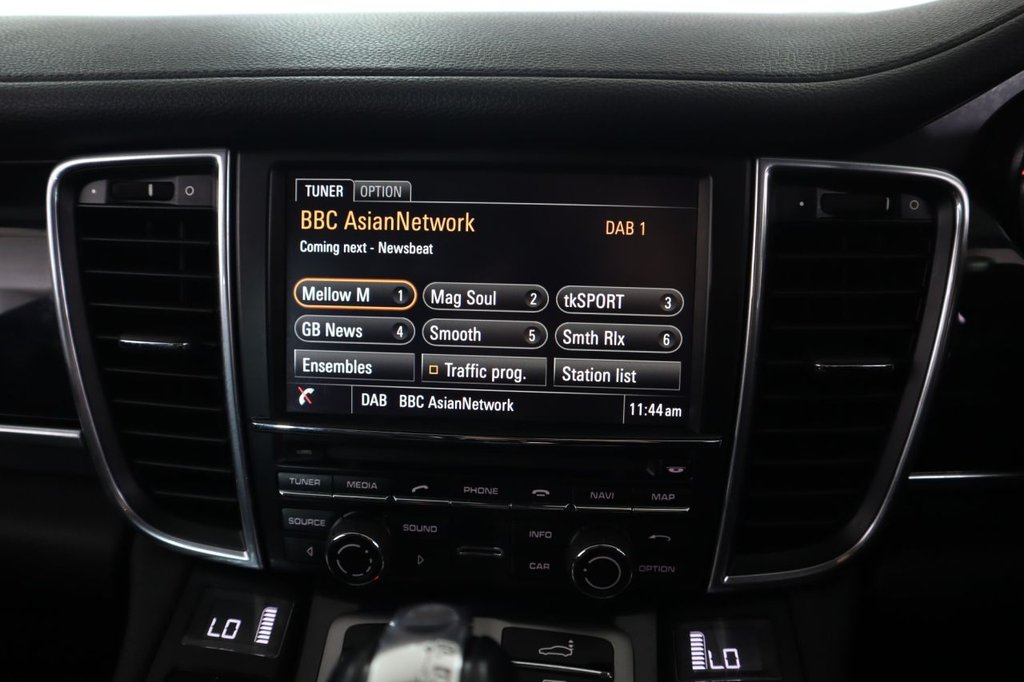 TUNER OPTION
BBC AsianNetwork DAB 1
Coming next - Newsbeat
Mellow M 1 Mag Soul 2 tkSPORT 3
GB News 4 Smooth 5 Smth Rlx 6
Ensembles Traffic prog. Station list
DAB BBC AsianNetwork 11:44 am
TUNER MEDIA PHONE NAVI MAP
SOURCE SOUND INFO
CAR OPTION
LO LO